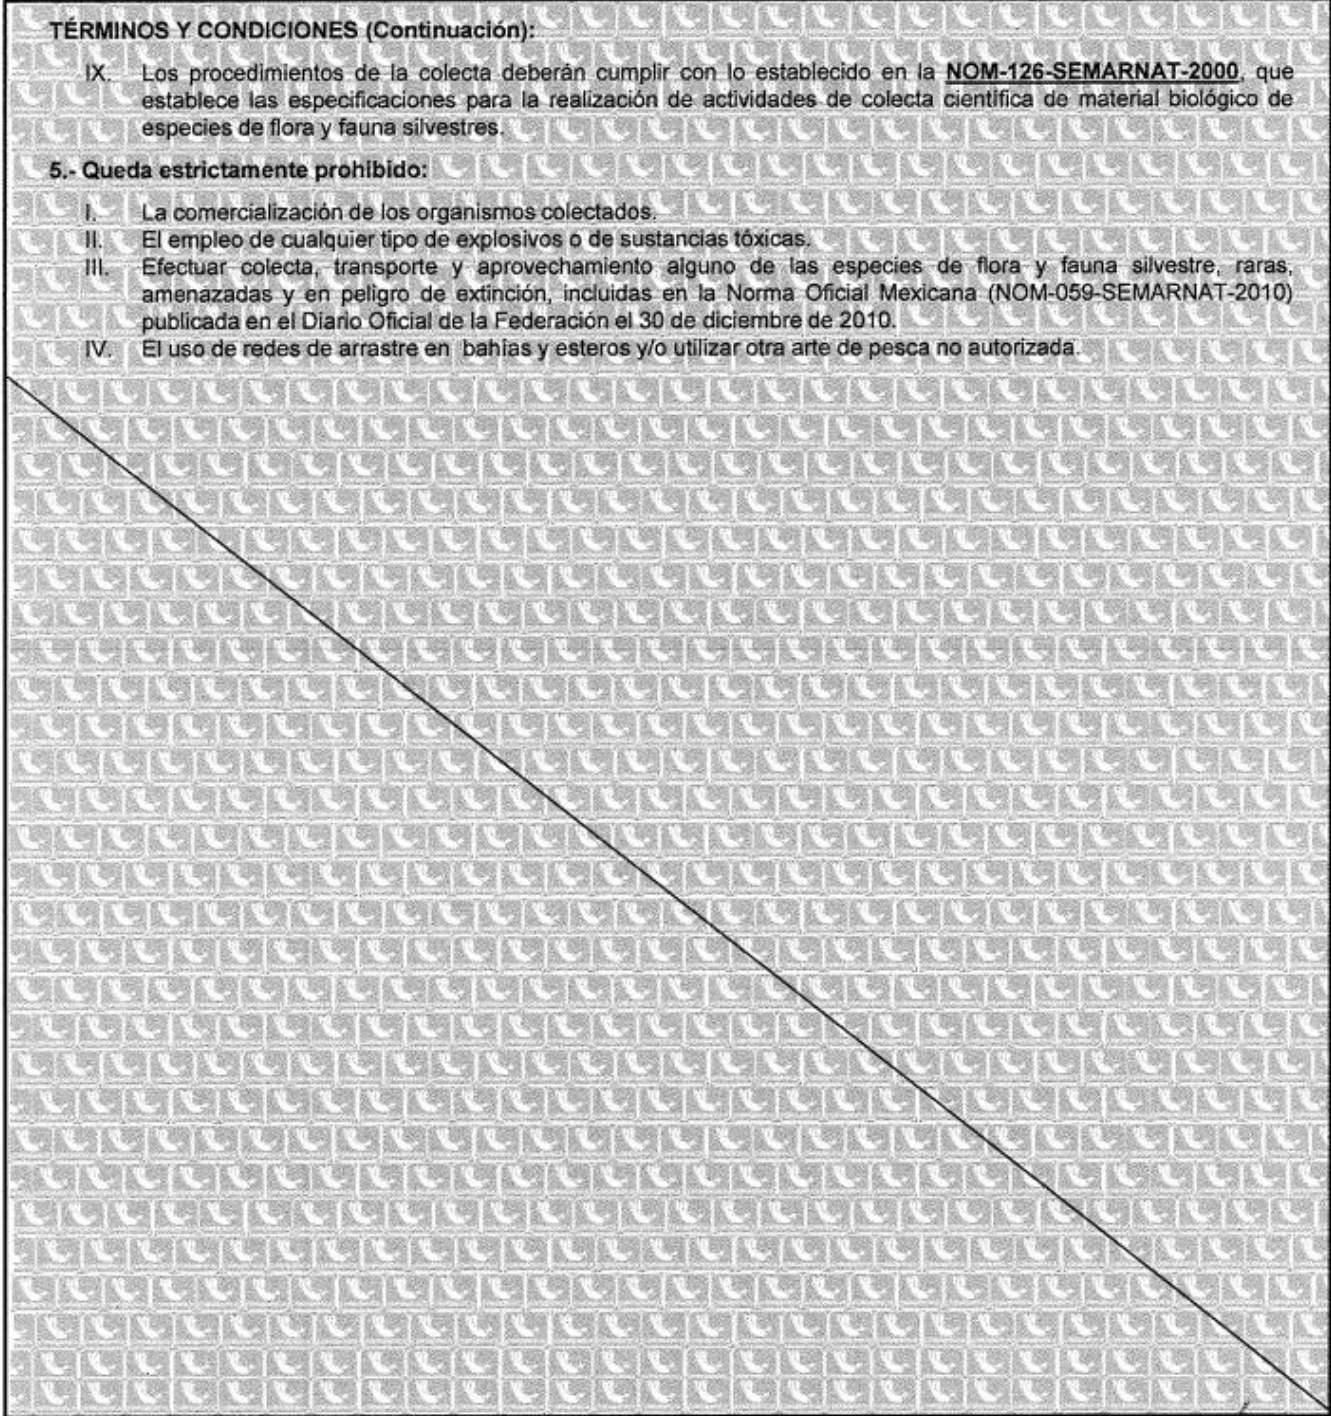 TÉRMINOS Y CONDICIONES (Continuación):
IX. Los procedimientos de la colecta deberán cumplir con lo establecido en la NOM-126-SEMARNAT-2000, que
establece las especificaciones para la realización de actividades de colecta científica de material biológico de
especies de flora y fauna silvestres.
5.- Queda estrictamente prohibido:
I. La comercialización de los organismos colectados.
II. El empleo de cualquier tipo de explosivos o de sustancias tóxicas.
III. Efectuar colecta, transporte y aprovechamiento alguno de las especies de flora y fauna silvestre, raras,
amenazadas y en peligro de extinción, incluidas en la Norma Oficial Mexicana (NOM-059-SEMARNAT-2010)
publicada en el Diario Oficial de la Federación el 30 de diciembre de 2010.
IV. El uso de redes de arrastre en bahías y esteros y/o utilizar otra arte de pesca no autorizada.